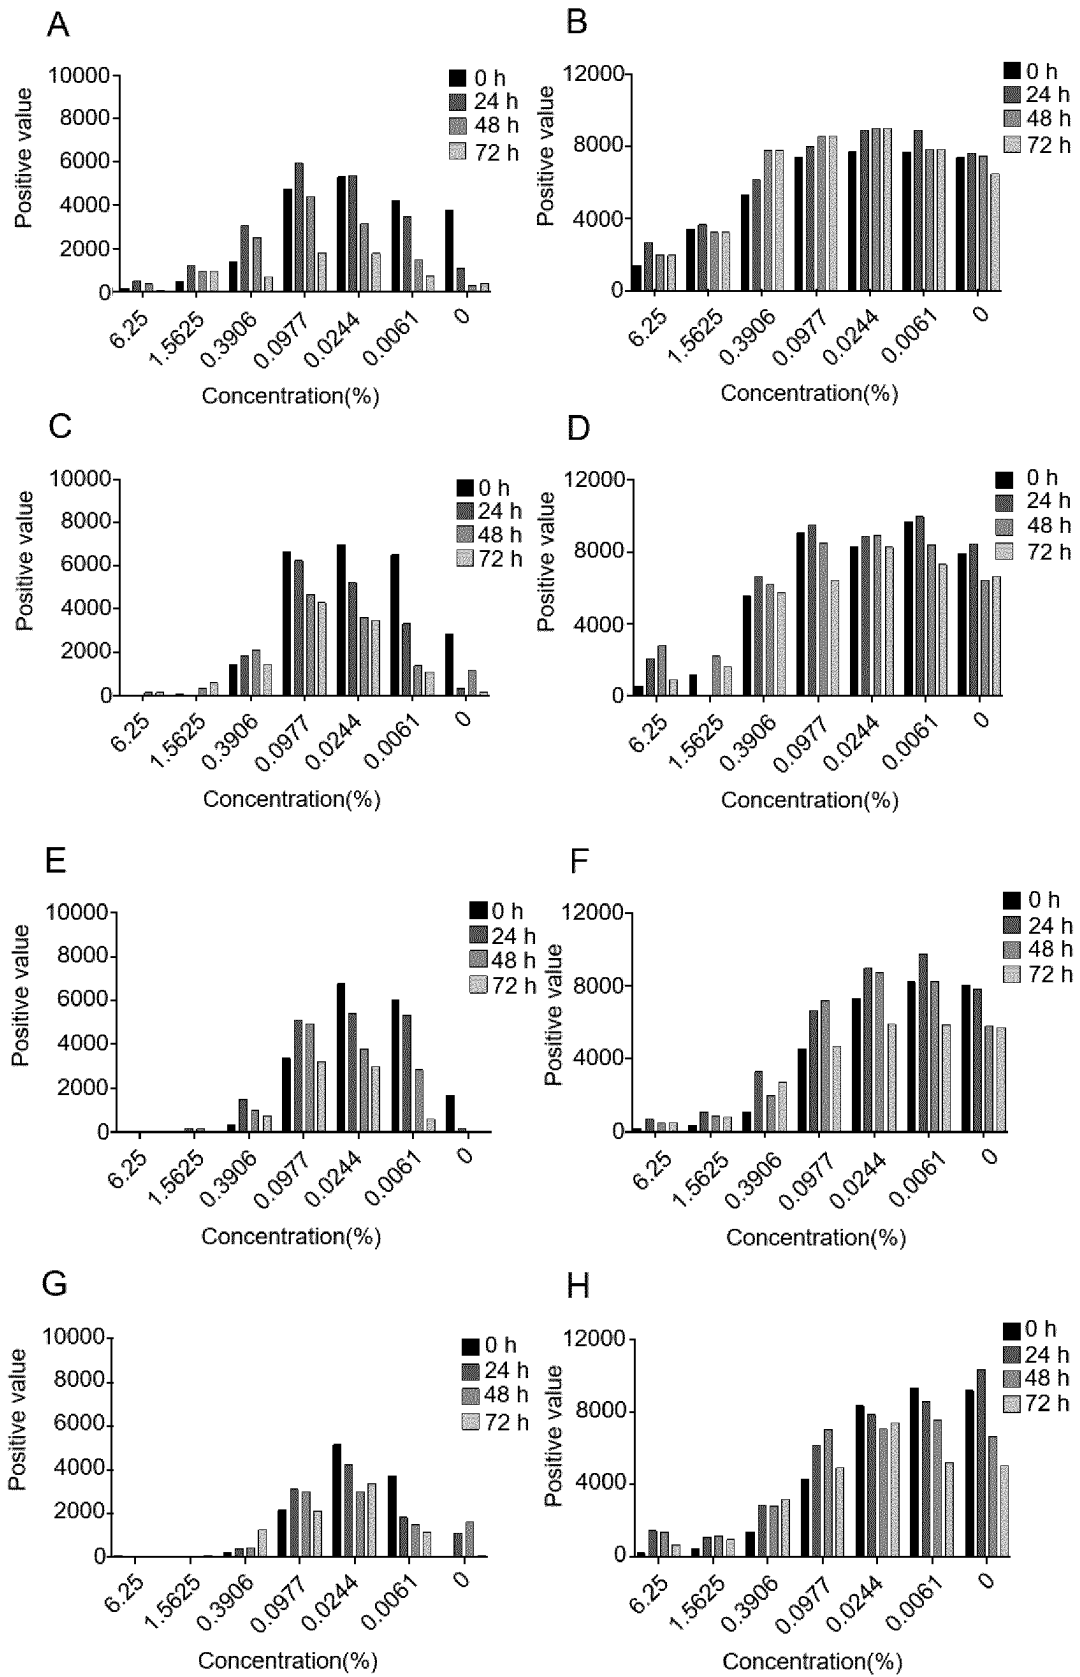 A
Positive value
10000
8000
6000
4000
2000
0
6.25
1.5625
0.3906
0.0977
0.0244
0.0061
0
Concentration(%)
0 h
24 h
48 h
72 h
B
Positive value
12000
8000
4000
0
6.25
1.5625
0.3906
0.0977
0.0244
0.0061
0
Concentration(%)
0 h
24 h
48 h
72 h
C
Positive value
10000
8000
6000
4000
2000
0
6.25
1.5625
0.3906
0.0977
0.0244
0.0061
0
Concentration(%)
0 h
24 h
48 h
72 h
D
Positive value
12000
8000
4000
0
6.25
1.5625
0.3906
0.0977
0.0244
0.0061
0
Concentration(%)
0 h
24 h
48 h
72 h
E
Positive value
10000
8000
6000
4000
2000
0
6.25
1.5625
0.3906
0.0977
0.0244
0.0061
0
Concentration(%)
0 h
24 h
48 h
72 h
F
Positive value
12000
8000
4000
0
6.25
1.5625
0.3906
0.0977
0.0244
0.0061
0
Concentration(%)
0 h
24 h
48 h
72 h
G
Positive value
10000
8000
6000
4000
2000
0
6.25
1.5625
0.3906
0.0977
0.0244
0.0061
0
Concentration(%)
0 h
24 h
48 h
72 h
H
Positive value
12000
8000
4000
0
6.25
1.5625
0.3906
0.0977
0.0244
0.0061
0
Concentration(%)
0 h
24 h
48 h
72 h